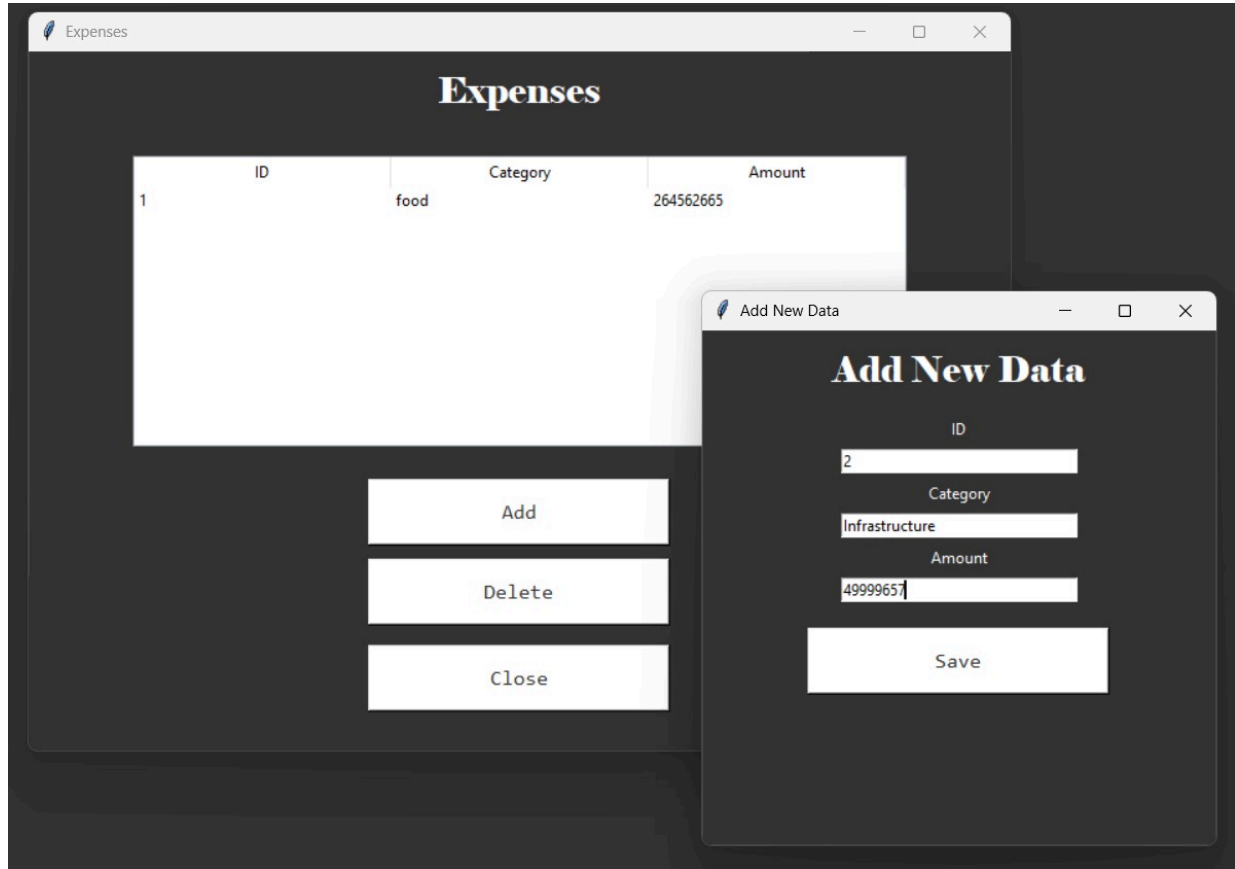 Expenses
Expenses
ID Category Amount
1 food 264562665
Add
Delete
Close
Add New Data
Add New Data
ID
2
Category
Infrastructure
Amount
49999657
Save